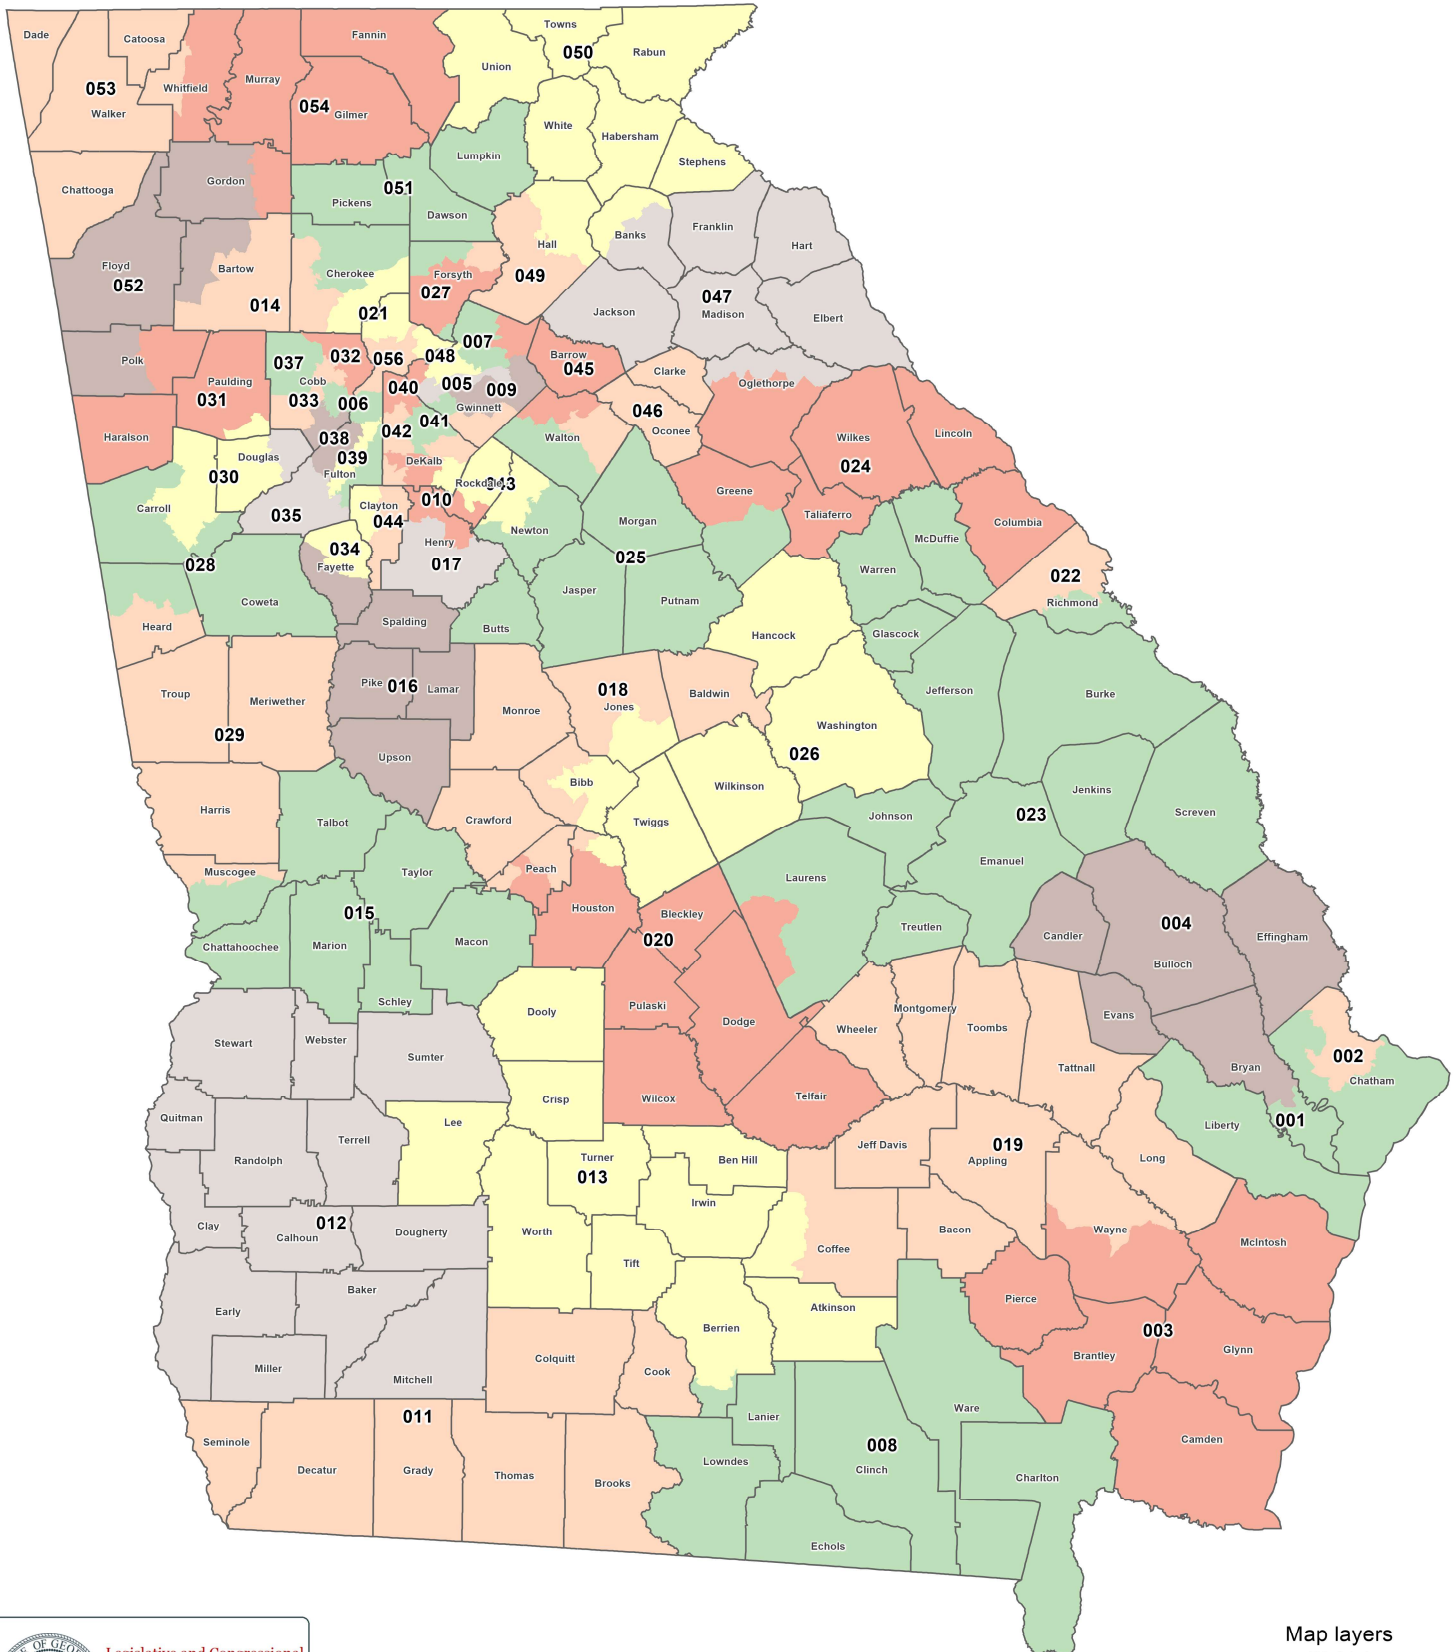 Dade
Catoosa
Fannin
Towns
050
Rabun
Union
053
Whitfield
Murray
054
Gilmer
Walker
White
Habersham
Lumpkin
Stephens
Chattooga
Gordon
051
Pickens
Dawson
Banks
Franklin
Hart
Hall
Floyd
052
Bartow
Cherokee
Forsyth
027
049
014
021
Jackson
047
Madison
Elbert
Polk
037
032
056
048
007
Barrow
045
Clarke
Oglethorpe
Paulding
031
Cobb
033
006
040
005
009
Gwinnett
046
Oconee
Haralson
038
042
041
Walton
Wilkes
024
Lincoln
030
Douglas
039
Fulton
DeKalb
Rockdale
043
Greene
Carroll
035
Clayton
044
010
Newton
Morgan
Taliaferro
Columbia
034
Fayette
Henry
017
McDuffie
028
Coweta
025
Warren
022
Richmond
Heard
Spalding
Butts
Jasper
Putnam
Hancock
Glascock
Troup
Meriwether
Pike
016
Lamar
Monroe
018
Jones
Baldwin
Jefferson
Burke
029
Upson
Washington
026
Harris
Talbot
Crawford
Bibb
Twiggs
Wilkinson
Johnson
023
Jenkins
Screven
Muscogee
Taylor
Peach
Laurens
Emanuel
015
Houston
Bleckley
020
Treutlen
Candler
004
Bulloch
Effingham
Chattahoochee
Marion
Macon
Schley
Dooly
Pulaski
Dodge
Wheeler
Montgomery
Toombs
Evans
Stewart
Webster
Sumter
Tattnall
Bryan
002
Chatham
Quitman
Lee
Crisp
Wilcox
Telfair
Liberty
001
Randolph
Terrell
Turner
013
Ben Hill
Jeff Davis
019
Appling
Long
Clay
012
Calhoun
Dougherty
Worth
Irwin
Tift
Coffee
Bacon
Wayne
McIntosh
Early
Baker
Berrien
Atkinson
Pierce
003
Miller
Mitchell
Colquitt
Cook
Brantley
Glynn
011
Lanier
Ware
Seminole
Decatur
Grady
Thomas
Brooks
Lowndes
008
Clinch
Charlton
Camden
Echols
Map layers
Legislative and Congressional